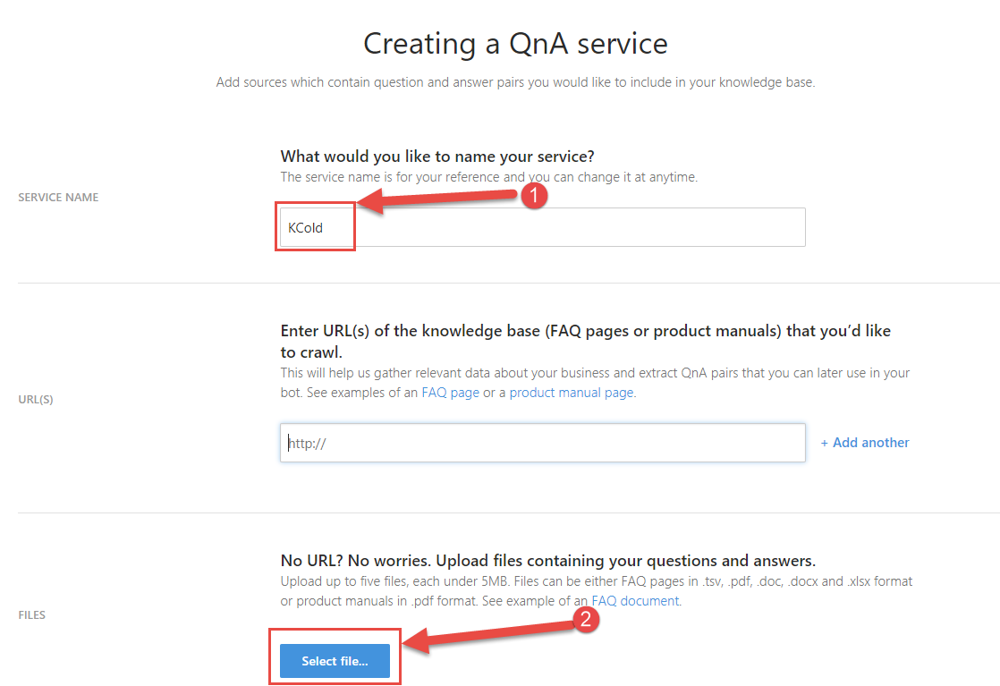 Creating a QnA service
Add sources which contain question and answer pairs you would like to include in your knowledge base.
What would you like to name your service?
The service name is for your reference and you can change it at anytime.
SERVICE NAME
1
KCold
Enter URL(s) of the knowledge base (FAQ pages or product manuals) that you’d like
to crawl.
This will help us gather relevant data about your business and extract QnA pairs that you can later use in your
bot. See examples of an FAQ page or a product manual page.
URL(S)
http://
+ Add another
No URL? No worries. Upload files containing your questions and answers.
Upload up to five files, each under 5MB. Files can be either FAQ pages in .tsv, .pdf, .doc, .docx and .xlsx format
or product manuals in .pdf format. See example of an FAQ document.
FILES
2
Select file...